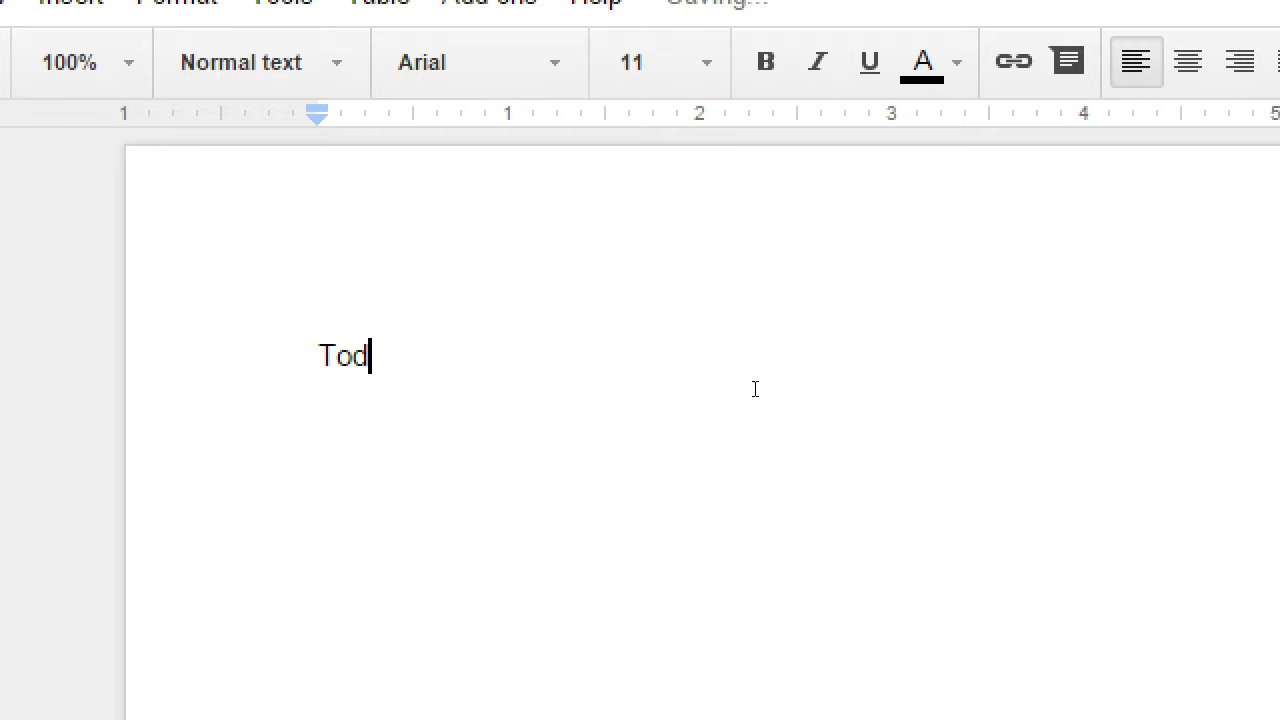 Insert Format Tools Table Add-ons Help Saving...
100% Normal text Arial 11 B I U A
1 1 2 3 4 5
Tod